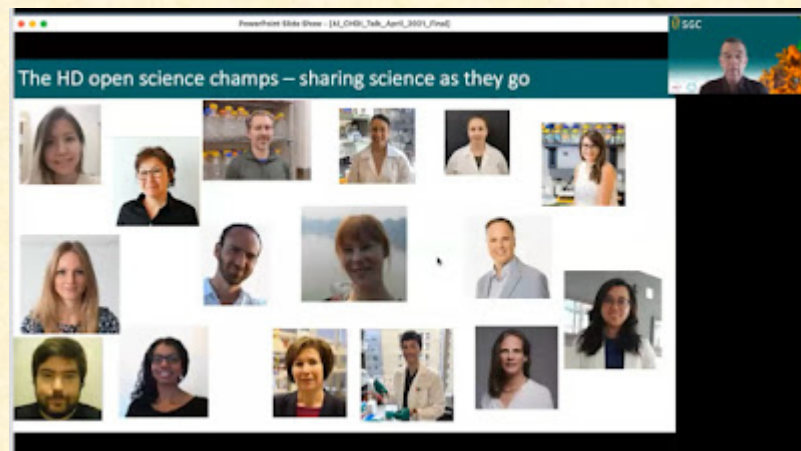 PowerPoint Slide Show - [AI_CHDI_Talk_April_2021_Final]
SGC
The HD open science champs – sharing science as they go